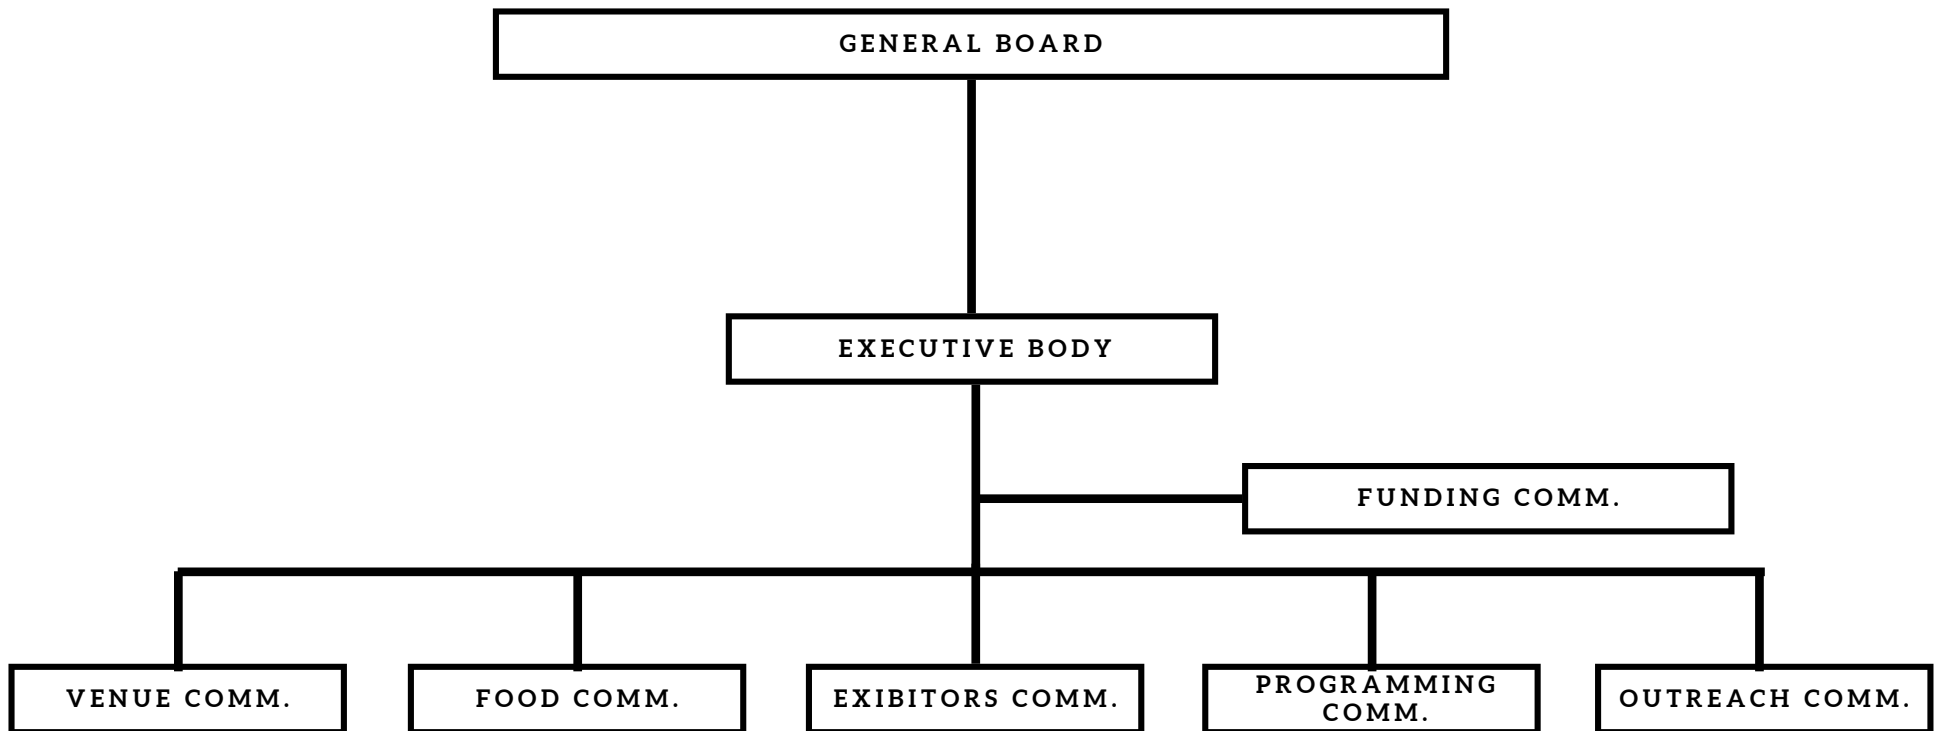 GENERAL BOARD
EXECUTIVE BODY
FUNDING COMM.
VENUE COMM.
FOOD COMM.
EXIBITORS COMM.
PROGRAMMING
COMM.
OUTREACH COMM.